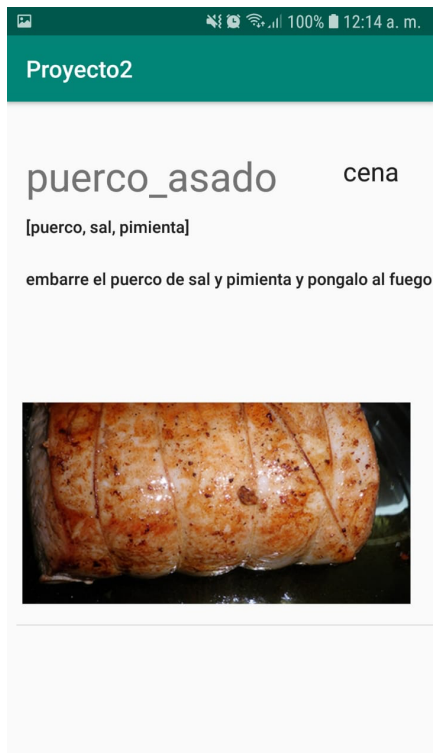 100% 12:14 a. m.
Proyecto2
puerco_asado
cena
[puerco, sal, pimienta]
embarre el puerco de sal y pimienta y pongalo al fuego